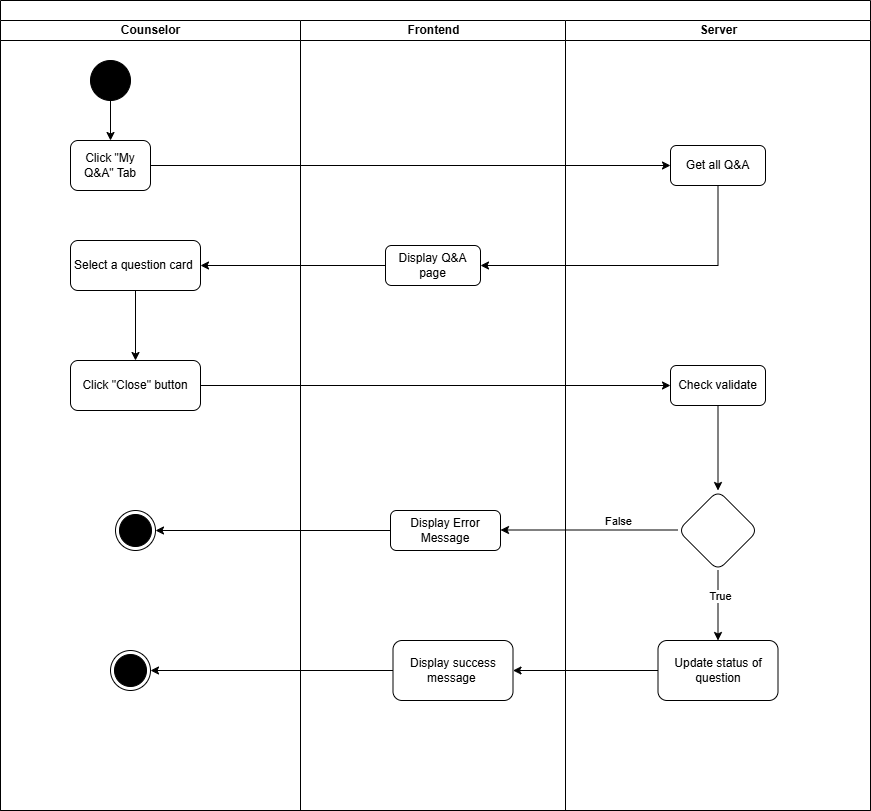 Counselor
Frontend
Server
Click "My
Q&A" Tab
Get all Q&A
Select a question card
Display Q&A
page
Click "Close" button
Check validate
Display Error
Message
False
True
Display success
message
Update status of
question